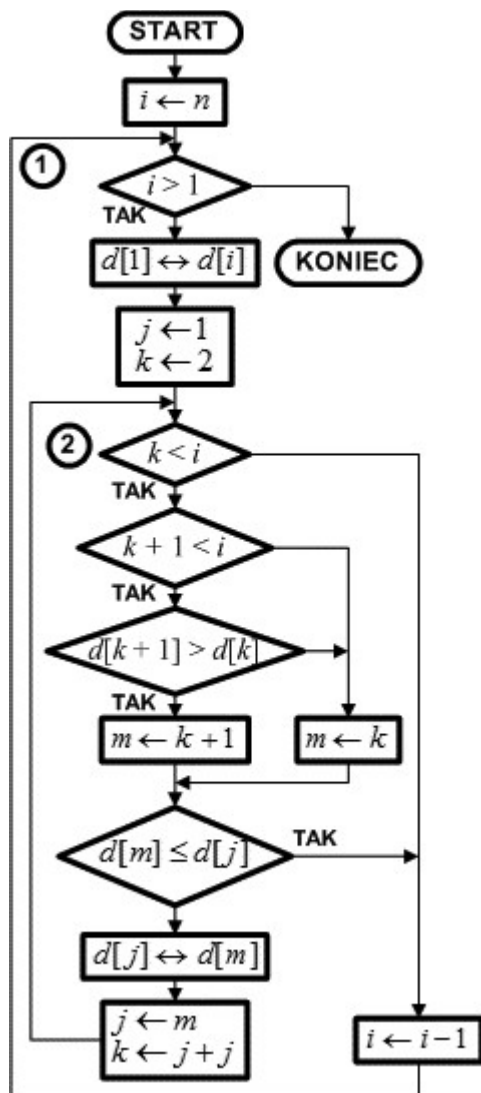 START
i ← n
1
i > 1
TAK
d[1] ↔ d[i]
KONIEC
j ← 1
k ← 2
2
k < i
TAK
k + 1 < i
TAK
d[k + 1] > d[k]
TAK
m ← k + 1
m ← k
d[m] ≤ d[j]
TAK
d[j] ↔ d[m]
j ← m
k ← j + j
i ← i − 1